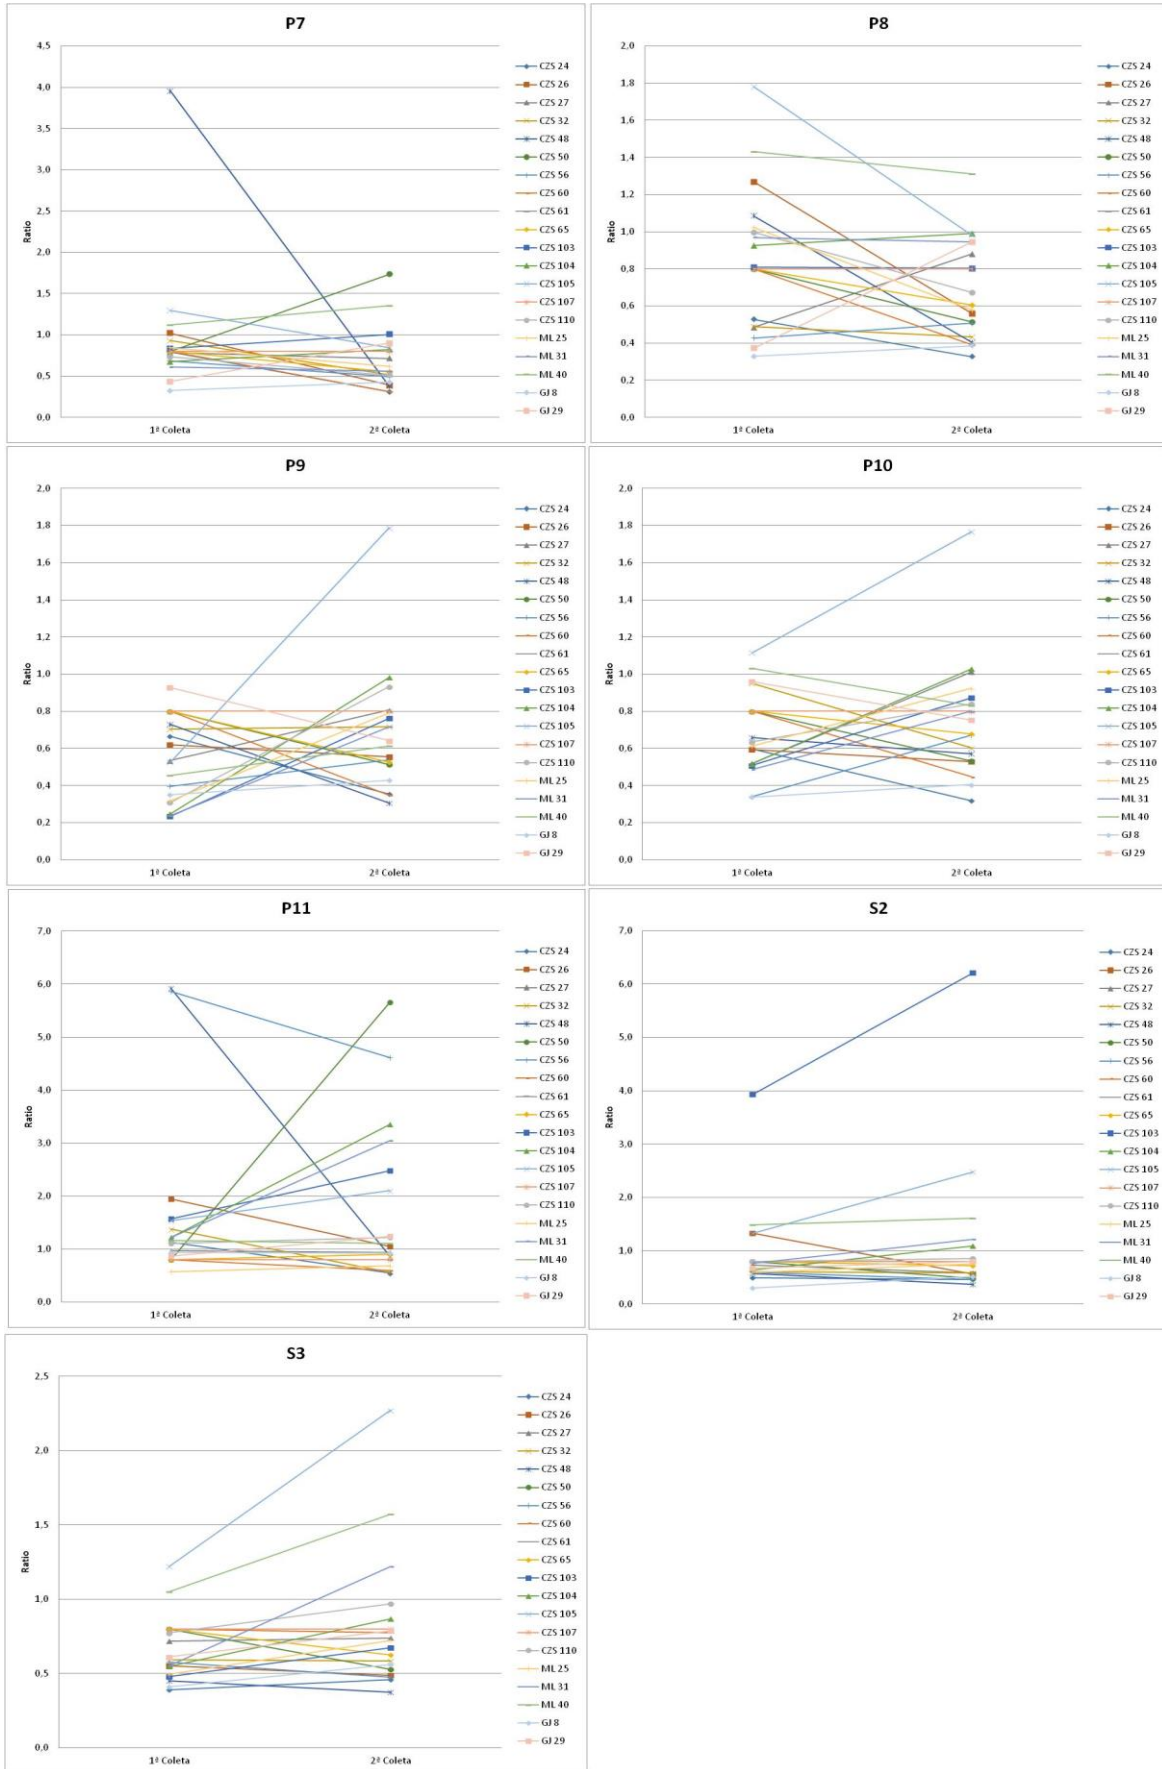 P7
4,5
4,0
3,5
3,0
2,5
2,0
1,5
1,0
0,5
0,0
Ratio
1ª Coleta 2ª Coleta
CZS 24
CZS 26
CZS 27
CZS 32
CZS 48
CZS 50
CZS 56
CZS 60
CZS 61
CZS 65
CZS 103
CZS 104
CZS 105
CZS 107
CZS 110
ML 25
ML 31
ML 40
GJ 8
GJ 29
P8
2,0
1,8
1,6
1,4
1,2
1,0
0,8
0,6
0,4
0,2
0,0
Ratio
1ª Coleta 2ª Coleta
CZS 24
CZS 26
CZS 27
CZS 32
CZS 48
CZS 50
CZS 56
CZS 60
CZS 61
CZS 65
CZS 103
CZS 104
CZS 105
CZS 107
CZS 110
ML 25
ML 31
ML 40
GJ 8
GJ 29
P9
2,0
1,8
1,6
1,4
1,2
1,0
0,8
0,6
0,4
0,2
0,0
Ratio
1ª Coleta 2ª Coleta
CZS 24
CZS 26
CZS 27
CZS 32
CZS 48
CZS 50
CZS 56
CZS 60
CZS 61
CZS 65
CZS 103
CZS 104
CZS 105
CZS 107
CZS 110
ML 25
ML 31
ML 40
GJ 8
GJ 29
P10
2,0
1,8
1,6
1,4
1,2
1,0
0,8
0,6
0,4
0,2
0,0
Ratio
1ª Coleta 2ª Coleta
CZS 24
CZS 26
CZS 27
CZS 32
CZS 48
CZS 50
CZS 56
CZS 60
CZS 61
CZS 65
CZS 103
CZS 104
CZS 105
CZS 107
CZS 110
ML 25
ML 31
ML 40
GJ 8
GJ 29
P11
7,0
6,0
5,0
4,0
3,0
2,0
1,0
0,0
Ratio
1ª Coleta 2ª Coleta
CZS 24
CZS 26
CZS 27
CZS 32
CZS 48
CZS 50
CZS 56
CZS 60
CZS 61
CZS 65
CZS 103
CZS 104
CZS 105
CZS 107
CZS 110
ML 25
ML 31
ML 40
GJ 8
GJ 29
S2
7,0
6,0
5,0
4,0
3,0
2,0
1,0
0,0
Ratio
1ª Coleta 2ª Coleta
CZS 24
CZS 26
CZS 27
CZS 32
CZS 48
CZS 50
CZS 56
CZS 60
CZS 61
CZS 65
CZS 103
CZS 104
CZS 105
CZS 107
CZS 110
ML 25
ML 31
ML 40
GJ 8
GJ 29
S3
2,5
2,0
1,5
1,0
0,5
0,0
Ratio
1ª Coleta 2ª Coleta
CZS 24
CZS 26
CZS 27
CZS 32
CZS 48
CZS 50
CZS 56
CZS 60
CZS 61
CZS 65
CZS 103
CZS 104
CZS 105
CZS 107
CZS 110
ML 25
ML 31
ML 40
GJ 8
GJ 29